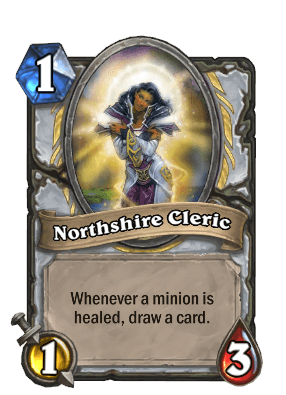 1
Northshire Cleric
Whenever a minion is
healed, draw a card.
1
3